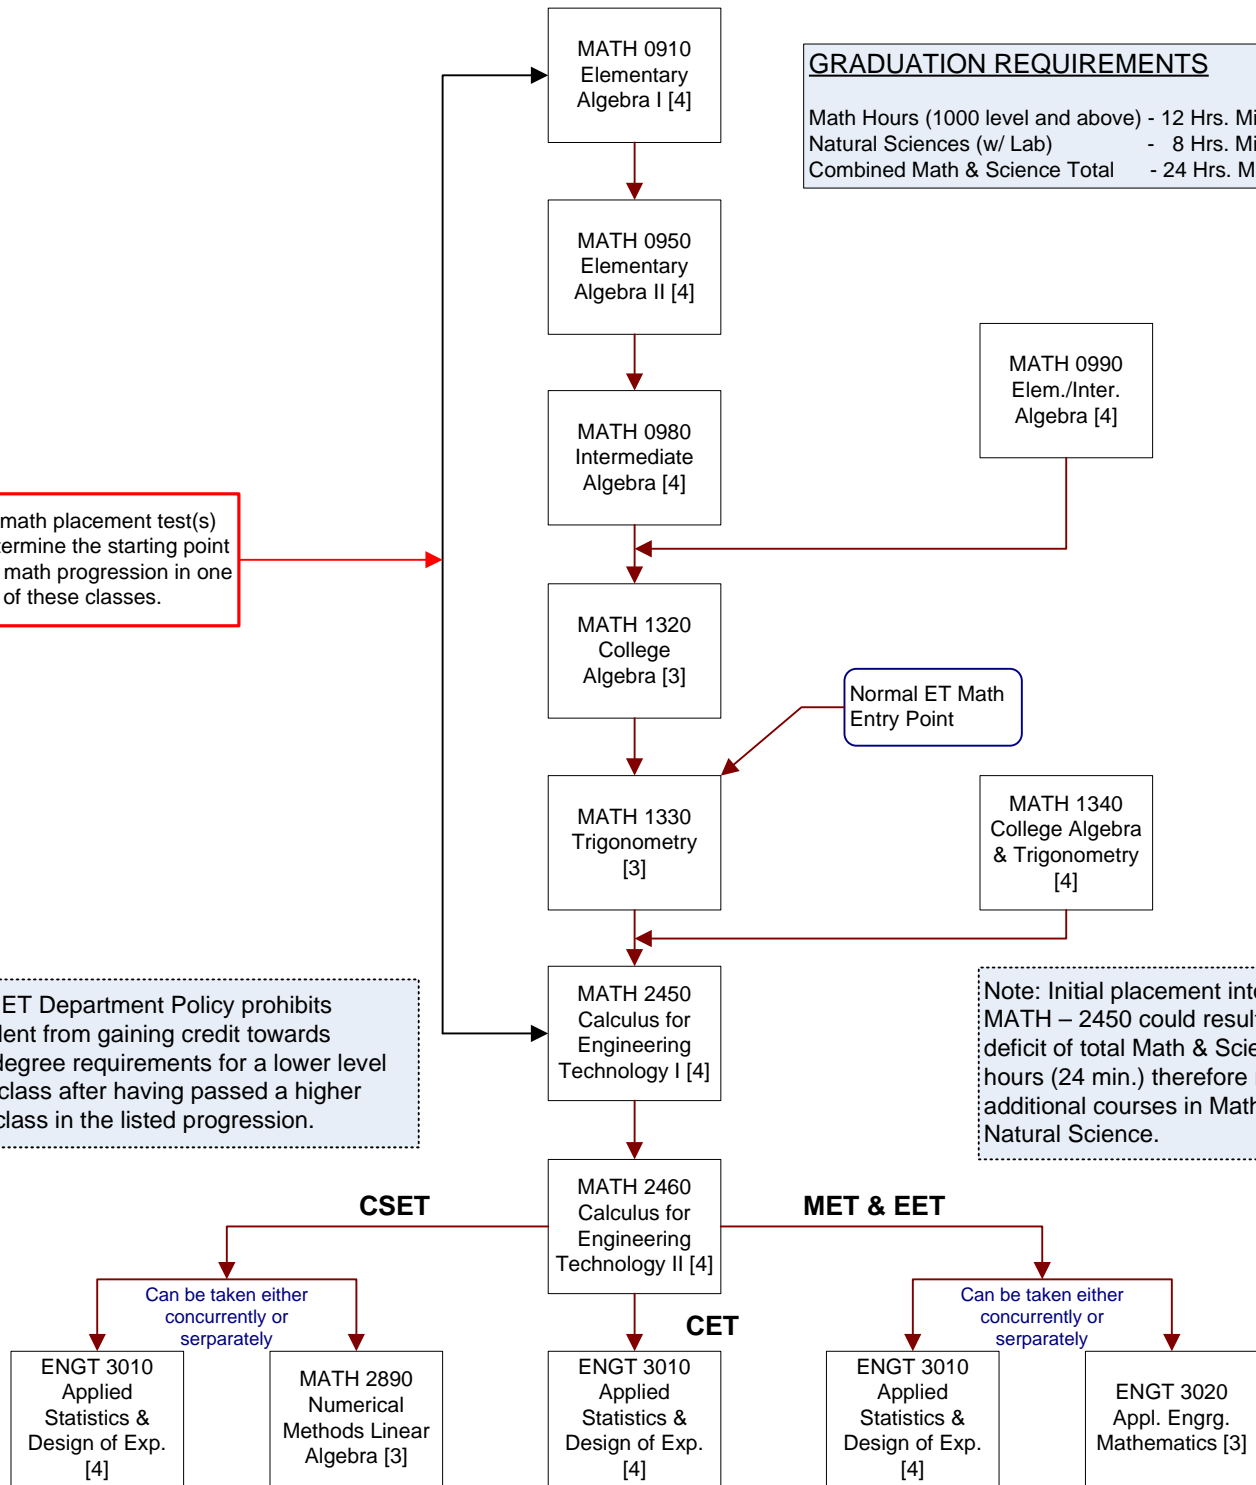 MATH 0910
Elementary
Algebra I [4]
GRADUATION REQUIREMENTS
Math Hours (1000 level and above) - 12 Hrs.
Natural Sciences (w/ Lab) - 8 Hrs.
Combined Math & Science Total - 24 Hrs.
MATH 0950
Elementary
Algebra II [4]
MATH 0990
Elem./Inter.
Algebra [4]
MATH 0980
Intermediate
Algebra [4]
math placement test(s)
the starting point
math progression in one
of these classes.
MATH 1320
College
Algebra [3]
Normal ET Math
Entry Point
MATH 1330
Trigonometry
[3]
MATH 1340
College Algebra
& Trigonometry
[4]
ET Department Policy prohibits
from gaining credit towards
degree requirements for a lower level
class after having passed a higher
class in the listed progression.
MATH 2450
Calculus for
Engineering
Technology I [4]
Note: Initial placement
MATH – 2450 could result
deficit of total Math &
hours (24 min.) therefore
additional courses in Math
Natural Science.
MATH 2460
Calculus for
Engineering
Technology II [4]
CSET
MET & EET
CET
Can be taken either
concurrently or
serparately
Can be taken either
concurrently or
serparately
ENGT 3010
Applied
Statistics &
Design of Exp.
[4]
MATH 2890
Numerical
Methods Linear
Algebra [3]
ENGT 3010
Applied
Statistics &
Design of Exp.
[4]
ENGT 3010
Applied
Statistics &
Design of Exp.
[4]
ENGT 3020
Appl. Engrg.
Mathematics [3]